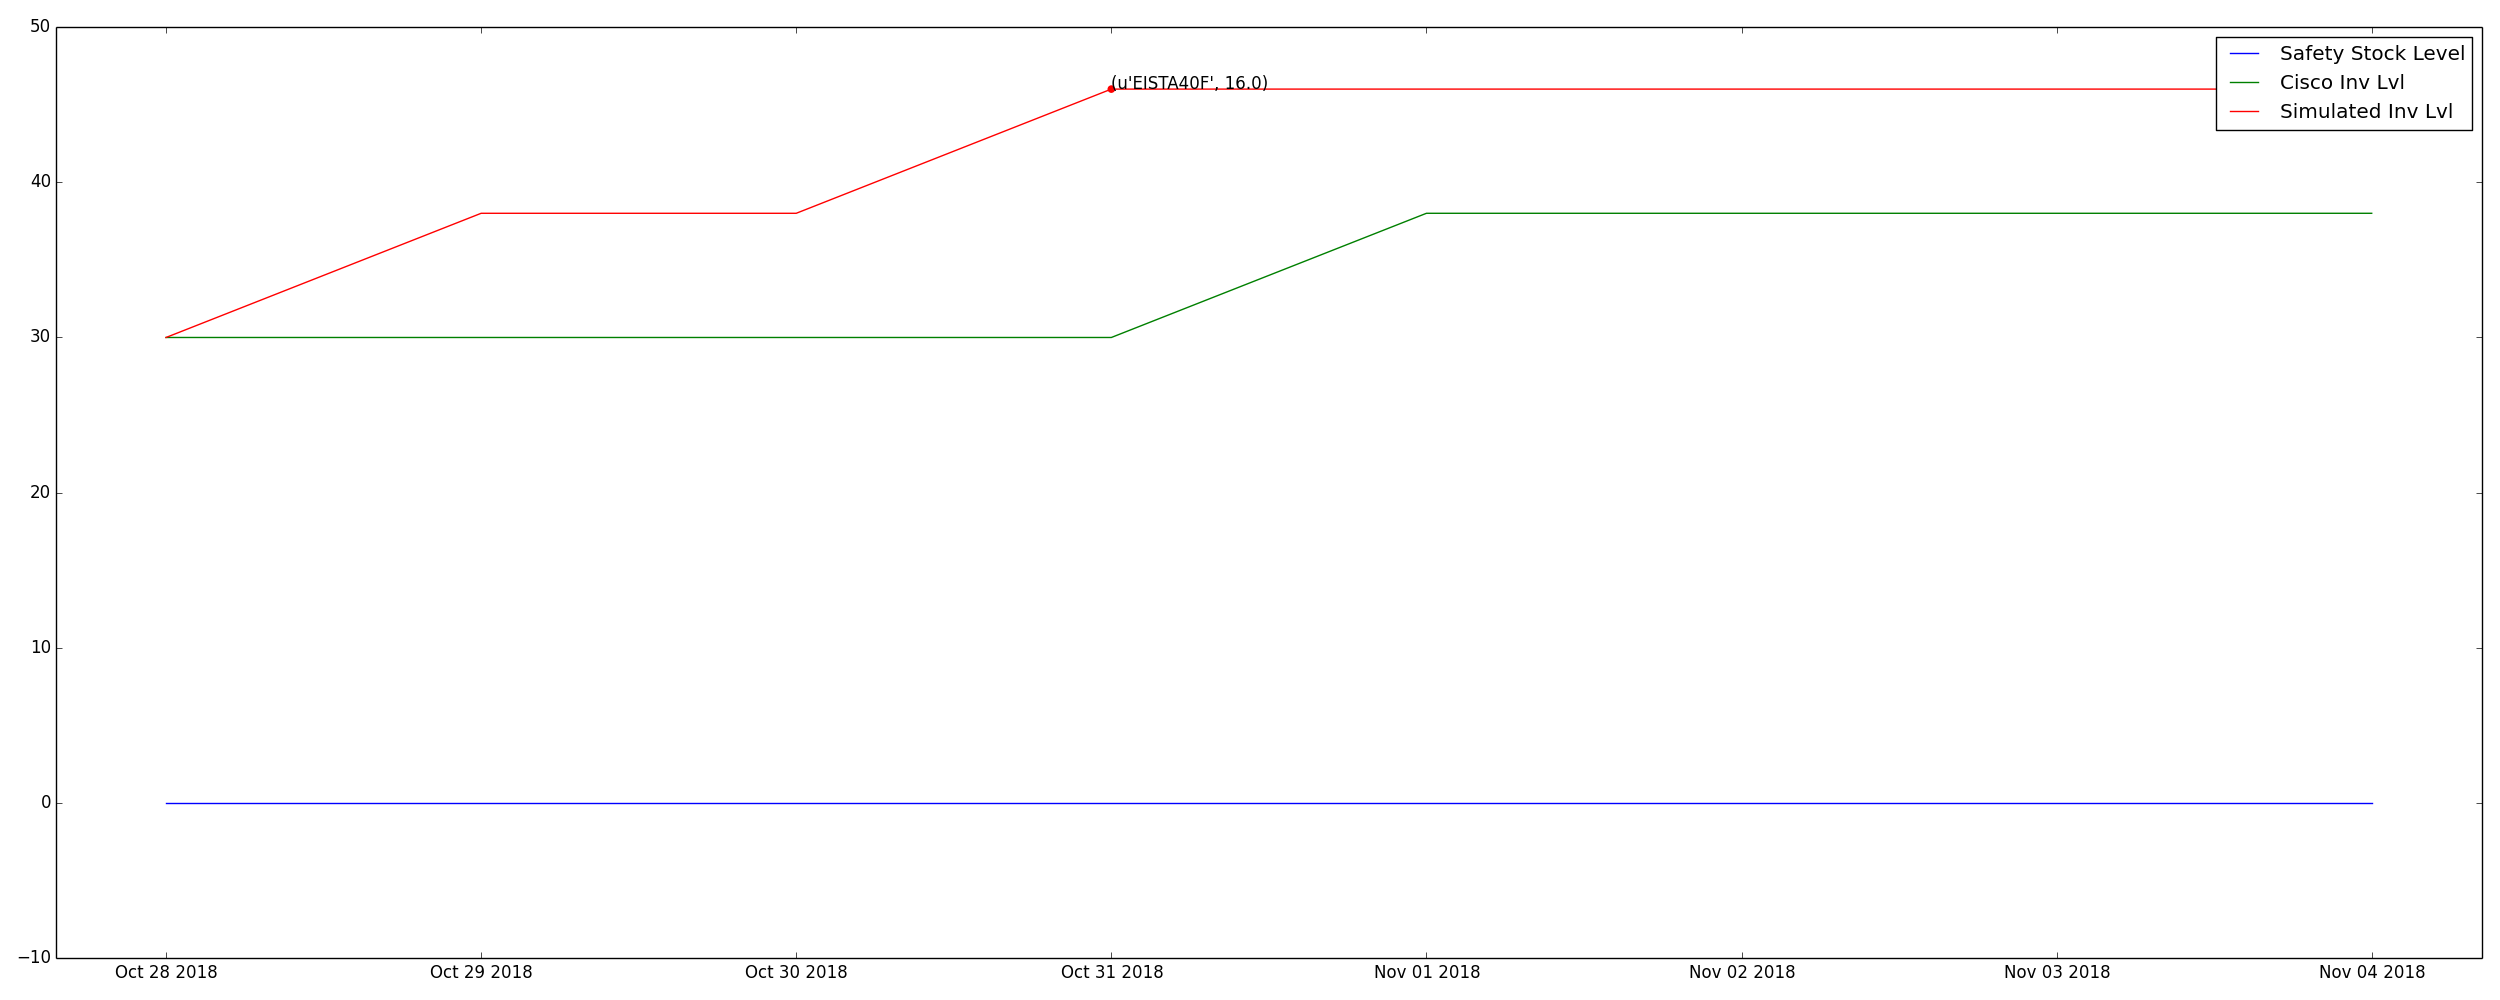 50
(u'EISTA40F', 16.0)
Safety Stock Level
Cisco Inv Lvl
Simulated Inv Lvl
40
30
20
10
0
−10
Oct 28 2018 Oct 29 2018 Oct 30 2018 Oct 31 2018 Nov 01 2018 Nov 02 2018 Nov 03 2018 Nov 04 2018